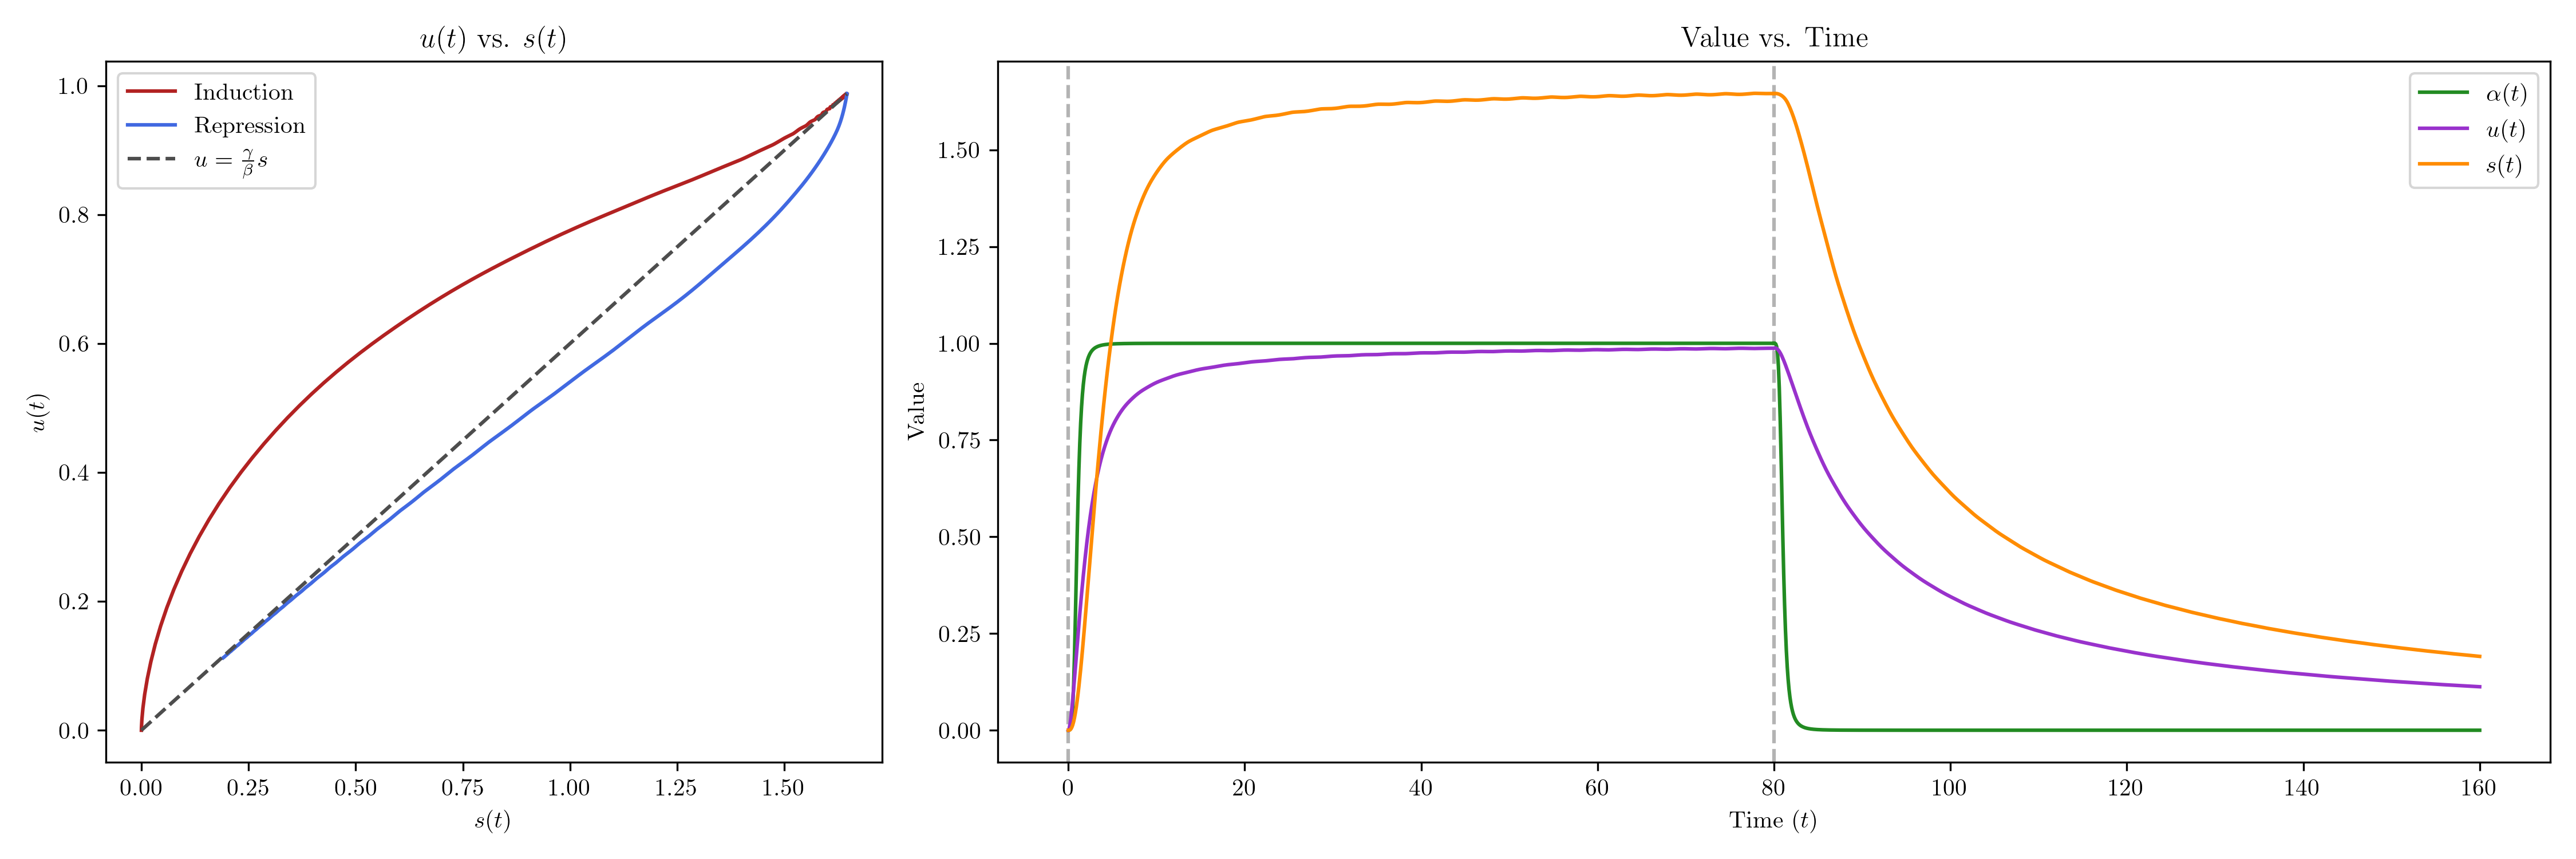 u(t) vs. s(t)
Induction
Repression
u = \frac{γ}{β}s
1.0
0.8
0.6
0.4
0.2
0.0
u(t)
0.00 0.25 0.50 0.75 1.00 1.25 1.50
s(t)
Value vs. Time
α(t)
u(t)
s(t)
1.50
1.25
1.00
0.75
0.50
0.25
0.00
Value
0 20 40 60 80 100 120 140 160
Time (t)